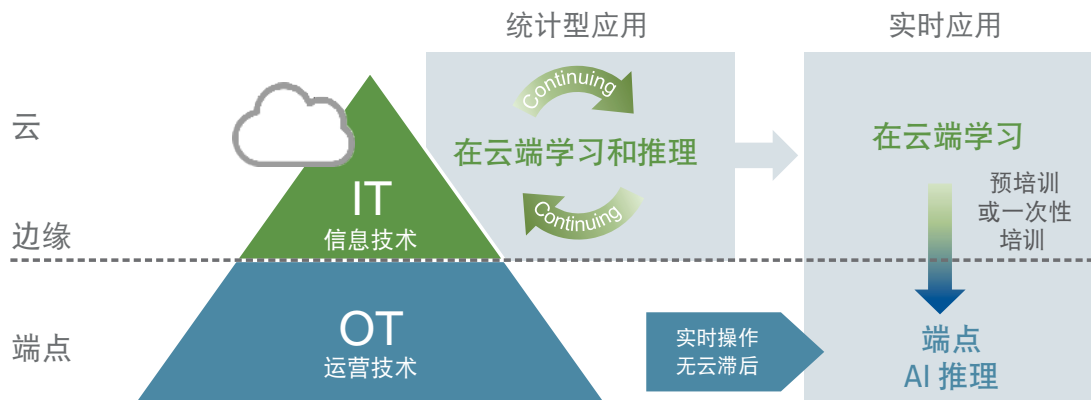 统计型应用
实时应用
云
边缘
端点
IT
信息技术
OT
运营技术
Continuing
在云端学习和推理
Continuing
在云端学习
预培训
或一次性
培训
实时操作
无云滞后
端点
AI 推理